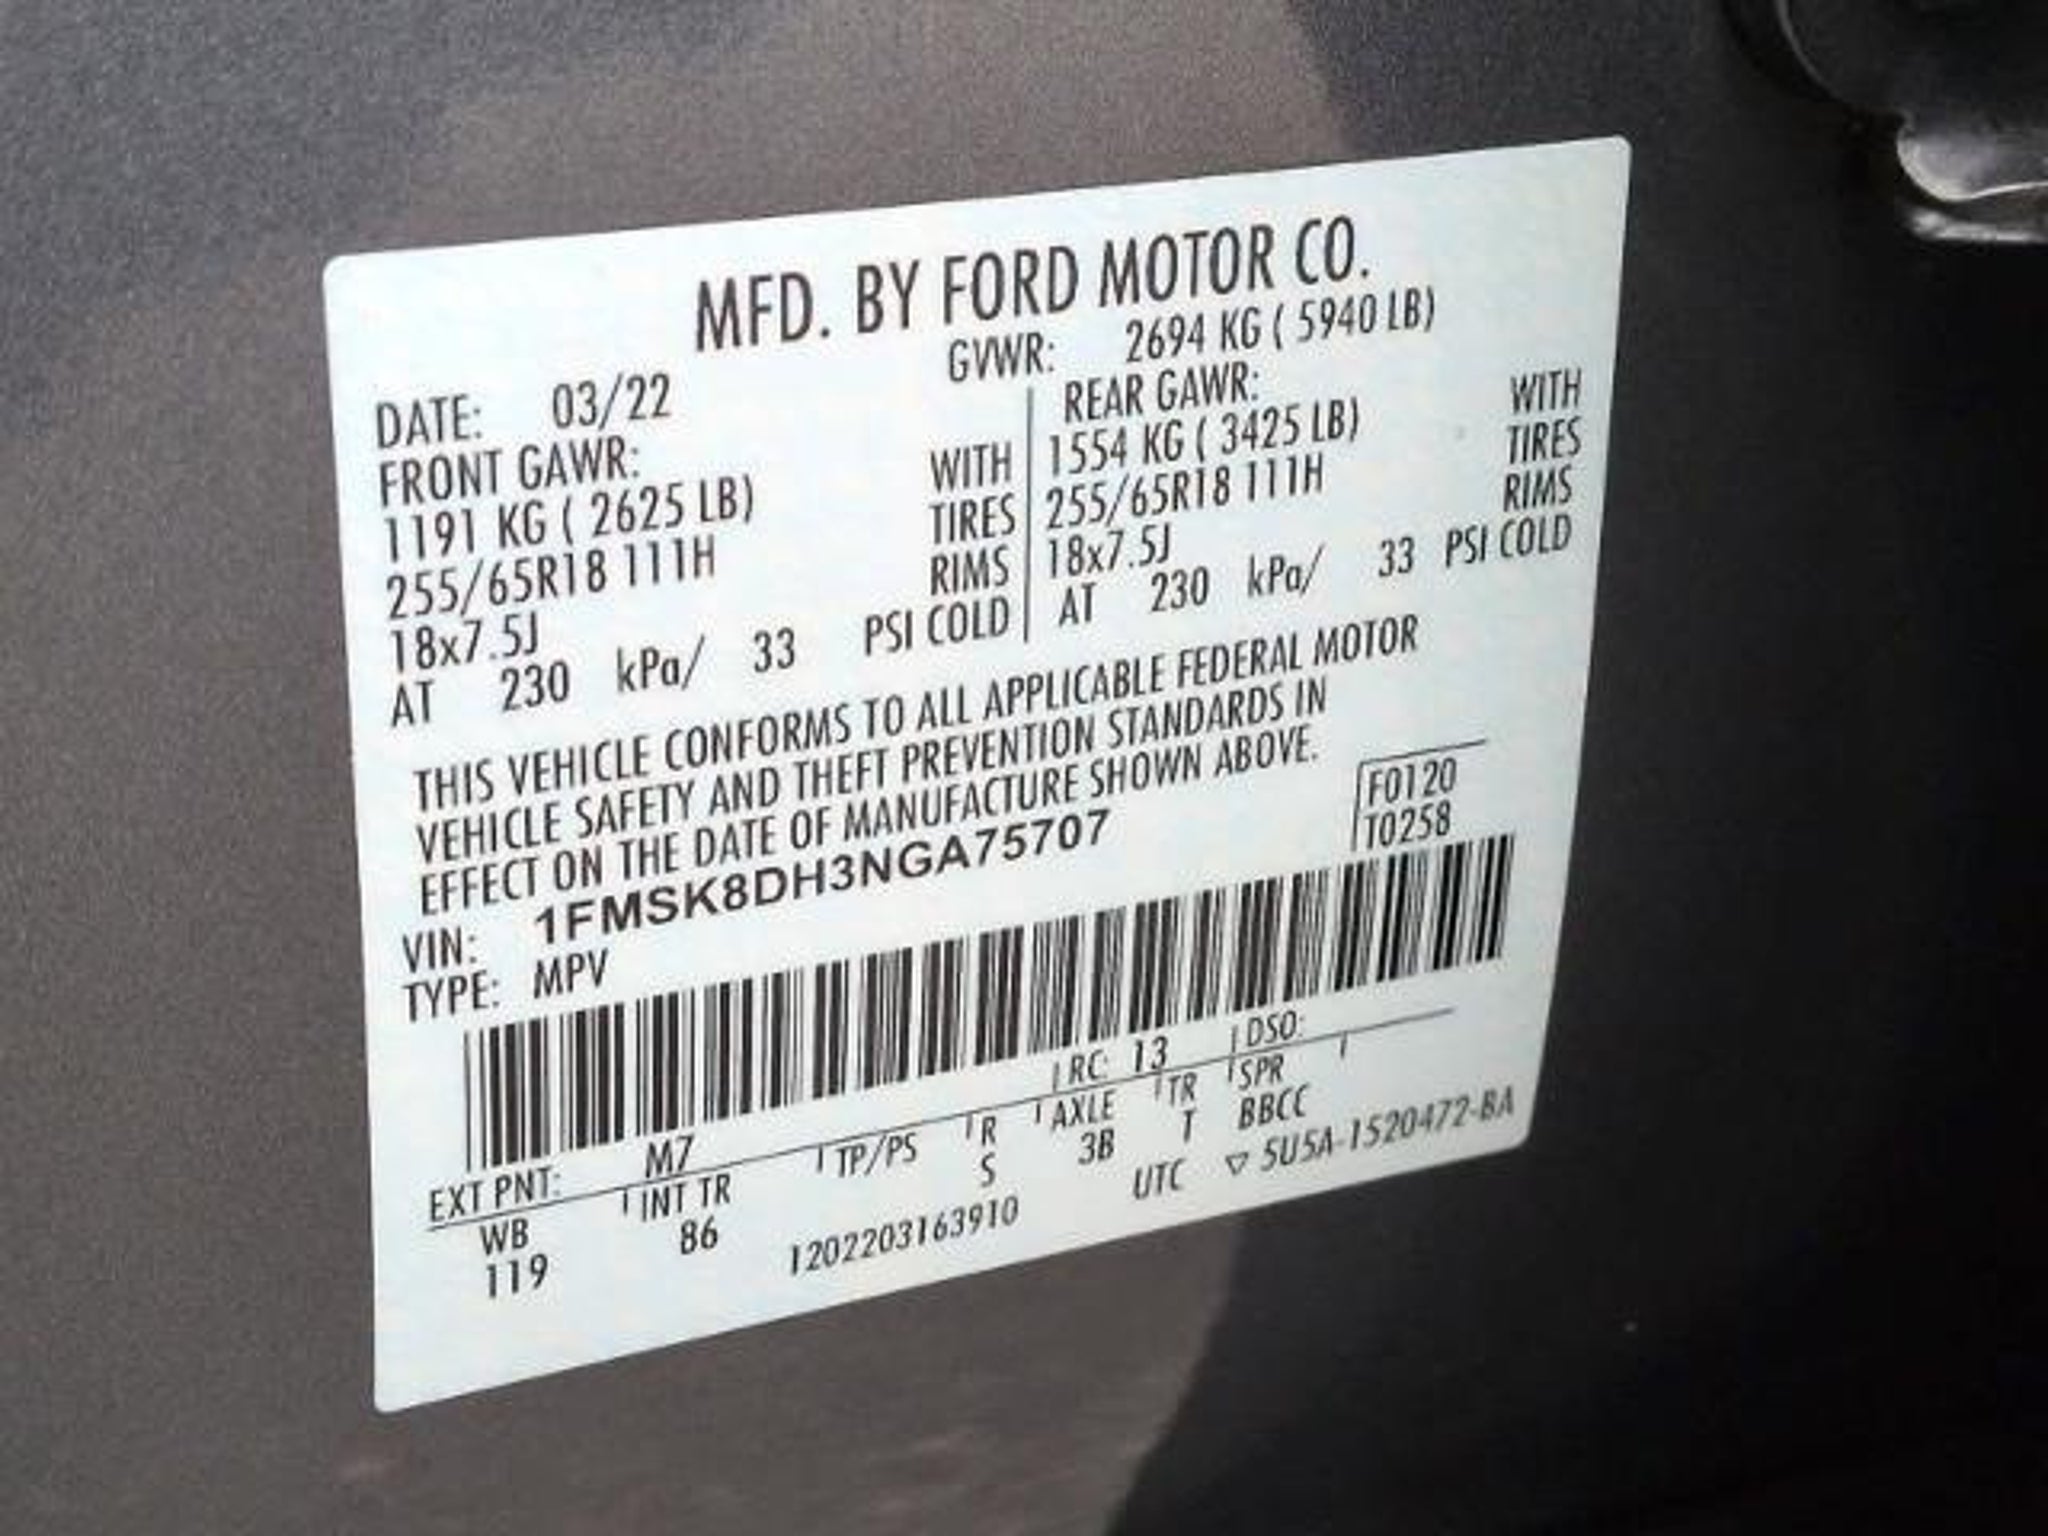 MFD. BY FORD MOTOR CO.
DATE: 03/22 GVWR: 2694 KG ( 5940 LB)
FRONT GAWR: WITH
1191 KG ( 2625 LB) TIRES
255/65R18 111H RIMS
18x7.5J
AT 230 kPa/ 33 PSI COLD
REAR GAWR: WITH
1554 KG ( 3425 LB) TIRES
255/65R18 111H RIMS
18x7.5J
AT 230 kPa/ 33 PSI COLD
THIS VEHICLE CONFORMS TO ALL APPLICABLE FEDERAL MOTOR
VEHICLE SAFETY AND THEFT PREVENTION STANDARDS IN
EFFECT ON THE DATE OF MANUFACTURE SHOWN ABOVE.
F0120
T0258
VIN: 1FMSK8DH3NGA75707
TYPE: MPV
EXT PNT: M7 RC: 13 DSO:
WB INT TR TP/PS R AXLE TR SPR
119 86 S 3B T BBCC
1202203163910 UTC ▽ 5U5A-1520472-BA